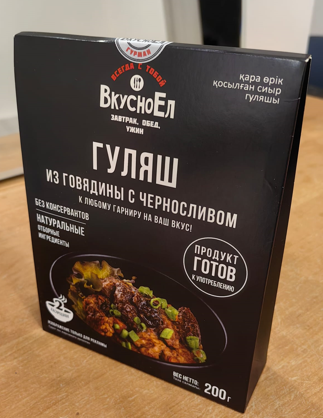 ГУРМАН
ВСЕГДА С ТОБОЙ
ВКУСНОЕЛ
ЗАВТРАК, ОБЕД,
УЖИН
қара өрік
қосылған сиыр
гуляшы
ГУЛЯШ
ИЗ ГОВЯДИНЫ С ЧЕРНОСЛИВОМ
К ЛЮБОМУ ГАРНИРУ НА ВАШ ВКУС!
БЕЗ КОНСЕРВАНТОВ
НАТУРАЛЬНЫЕ
ОТБОРНЫЕ
ИНГРЕДИЕНТЫ
ПРОДУКТ
ГОТОВ
К УПОТРЕБЛЕНИЮ
2
ВЕС НЕТТО:
200 г